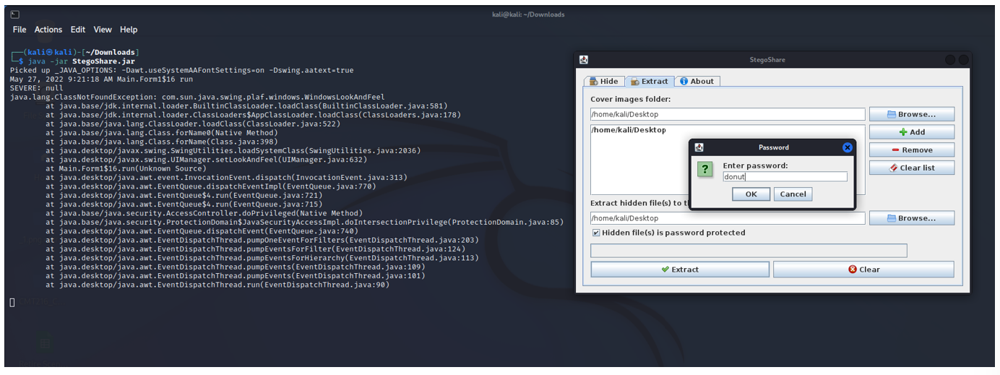 kali@kali: ~/Downloads
File Actions Edit View Help
┌──(kali㉿kali)-[~/Downloads]
└─$ java -jar StegoShare.jar
Picked up _JAVA_OPTIONS: -Dawt.useSystemAAFontSettings=on -Dswing.aatext=true
May 27, 2022 9:21:18 AM Main.Form1$16 run
SEVERE: null
java.lang.ClassNotFoundException: com.sun.java.swing.plaf.windows.WindowsLookAndFeel
at java.base/jdk.internal.loader.BuiltinClassLoader.loadClass(BuiltinClassLoader.java:581)
at java.base/jdk.internal.loader.ClassLoaders$AppClassLoader.loadClass(ClassLoaders.java:178)
at java.base/java.lang.ClassLoader.loadClass(ClassLoader.java:522)
at java.base/java.lang.Class.forName0(Native Method)
at java.base/java.lang.Class.forName(Class.java:398)
at java.desktop/javax.swing.SwingUtilities.loadSystemClass(SwingUtilities.java:2036)
at java.desktop/javax.swing.UIManager.setLookAndFeel(UIManager.java:632)
at Main.Form1$16.run(Unknown Source)
at java.desktop/java.awt.event.InvocationEvent.dispatch(InvocationEvent.java:313)
at java.desktop/java.awt.EventQueue.dispatchEventImpl(EventQueue.java:770)
at java.desktop/java.awt.EventQueue$4.run(EventQueue.java:721)
at java.desktop/java.awt.EventQueue$4.run(EventQueue.java:715)
at java.base/java.security.AccessController.doPrivileged(Native Method)
at java.base/java.security.ProtectionDomain$JavaSecurityAccessImpl.doIntersectionPrivilege(ProtectionDomain.java:85)
at java.desktop/java.awt.EventQueue.dispatchEvent(EventQueue.java:740)
at java.desktop/java.awt.EventDispatchThread.pumpOneEventForFilters(EventDispatchThread.java:203)
at java.desktop/java.awt.EventDispatchThread.pumpEventsForFilter(EventDispatchThread.java:124)
at java.desktop/java.awt.EventDispatchThread.pumpEventsForHierarchy(EventDispatchThread.java:113)
at java.desktop/java.awt.EventDispatchThread.pumpEvents(EventDispatchThread.java:109)
at java.desktop/java.awt.EventDispatchThread.pumpEvents(EventDispatchThread.java:101)
at java.desktop/java.awt.EventDispatchThread.run(EventDispatchThread.java:90)
StegoShare
Hide Extract About
Cover images folder:
/home/kali/Desktop Browse...
/home/kali/Desktop
Add
Remove
Clear list
Password
Enter password:
donut
OK Cancel
Extract hidden file(s) to th
/home/kali/Desktop Browse...
Hidden file(s) is password protected
Extract Clear